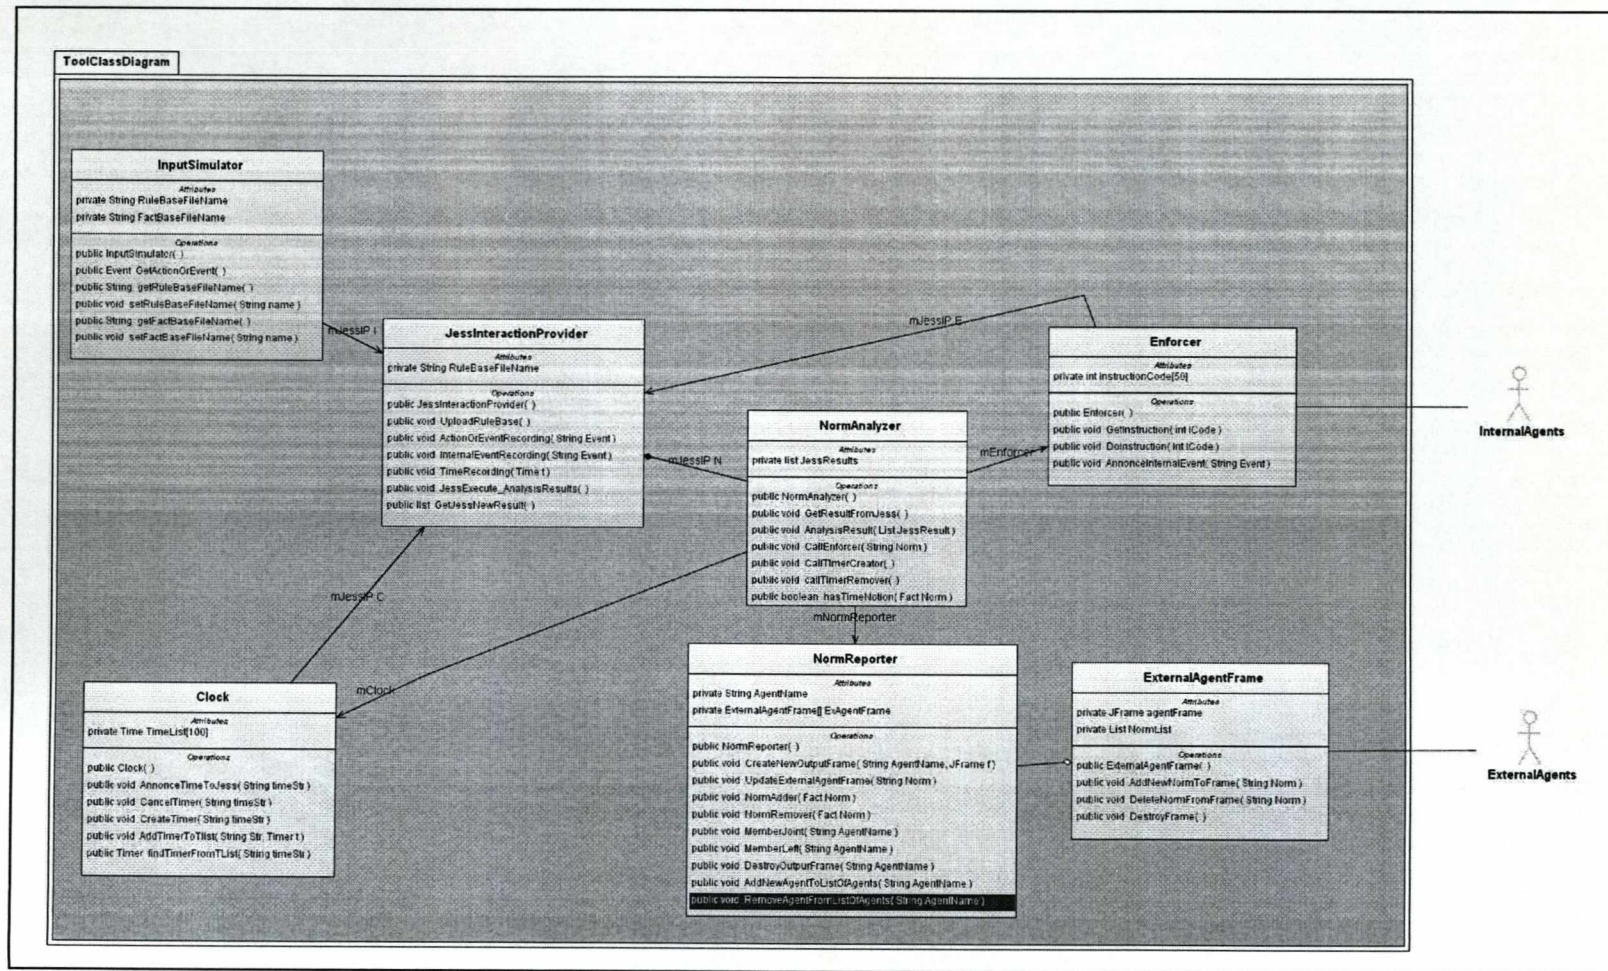 ToolClassDiagram
InputSimulator
Attributes
private String RuleBaseFileName
private String FactBaseFileName
Operations
public InputSimulator( )
public Event GetActionOrEvent( )
public String getRuleBaseFileName( )
public void setRuleBaseFileName( String name )
public String getFactBaseFileName( )
public void setFactBaseFileName( String name )
mJessIP I
JessInteractionProvider
Attributes
private String RuleBaseFileName
Operations
public JessInteractionProvider( )
public void UploadRuleBase( )
public void ActionOrEventRecording( String Event )
public void InternalEventRecording( String Event )
public void TimeRecording( Time t )
public void JessExecute_AnalysisResults( )
public list GetJessNewResult( )
mJessIP E
Enforcer
Attributes
private int instructionCode[50]
Operations
public Enforcer( )
public void GetInstruction( int ICode )
public void DoInstruction( int ICode )
public void AnnonceInternalEvent( String Event )
InternalAgents
NormAnalyzer
Attributes
private list JessResults
Operations
public NormAnalyzer( )
public void GetResultFromJess( )
public void AnalysisResult( List JessResult )
public void CallEnforcer( String Norm )
public void CallTimerCreator( )
public void callTimerRemover( )
public boolean hasTimeNotion( Fact Norm )
mEnforcer
mJessIP N
mJessIP C
mClock
mNormReporter
Clock
Attributes
private Time TimeList[100]
Operations
public Clock( )
public void AnnonceTimeToJess( String timeStr )
public void CancelTimer( String timeStr )
public void CreateTimer( String timeStr )
public void AddTimerToTlist( String Str, Timer t )
public Timer findTimerFromTList( String timeStr )
NormReporter
Attributes
private String AgentName
private ExternalAgentFrame[] ExAgentFrame
Operations
public NormReporter( )
public void CreateNewOutputFrame( String AgentName, JFrame f )
public void UpdateExternalAgentFrame( String Norm )
public void NormAdder( Fact Norm )
public void NormRemover( Fact Norm )
public void MemberJoint( String AgentName )
public void MemberLeft( String AgentName )
public void DestroyOutpurFrame( String AgentName )
public void AddNewAgentToListOfAgents( String AgentName )
public void RemoveAgentFromListOfAgents( String AgentName )
ExternalAgentFrame
Attributes
private JFrame agentFrame
private List NormList
Operations
public ExternalAgentFrame( )
public void AddNewNormToFrame( String Norm )
public void DeleteNormFromFrame( String Norm )
public void DestroyFrame( )
ExternalAgents